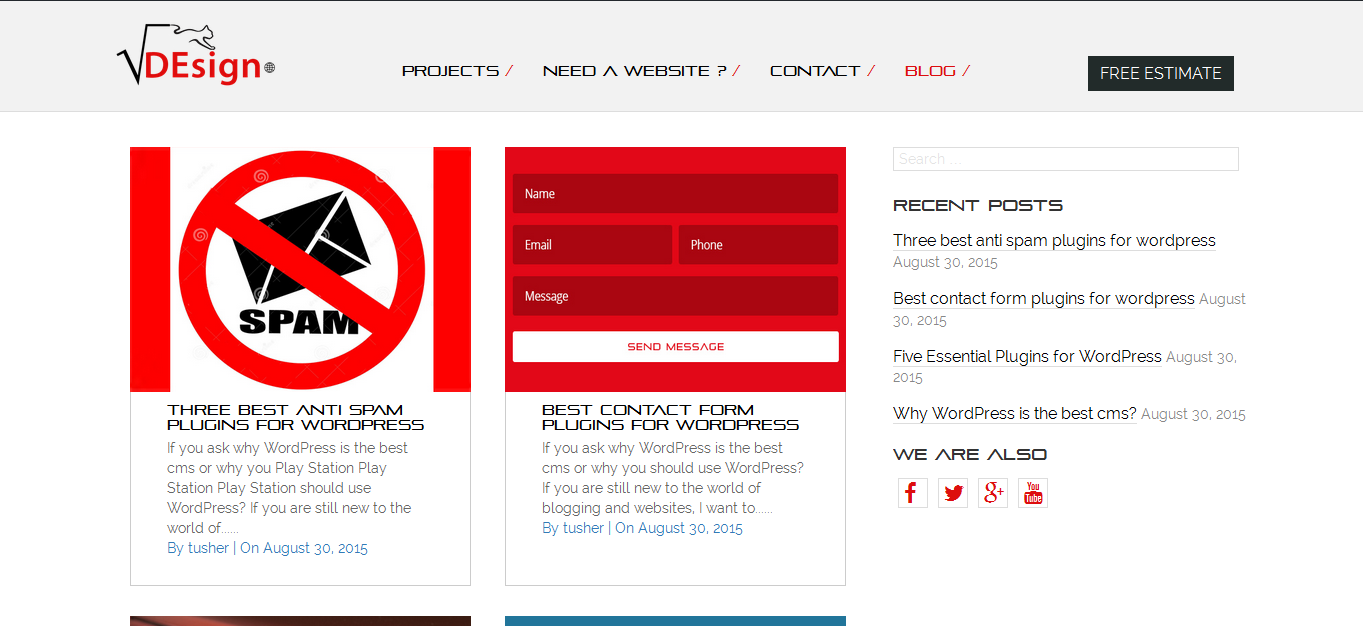 √DEsign
PROJECTS /
NEED A WEBSITE ? /
CONTACT /
BLOG /
FREE ESTIMATE
SPAM
THREE BEST ANTI SPAM
PLUGINS FOR WORDPRESS
If you ask why WordPress is the best
cms or why you Play Station Play
Station Play Station should use
WordPress? If you are still new to the
world of......
By tusher | On August 30, 2015
Name
Email
Phone
Message
SEND MESSAGE
BEST CONTACT FORM
PLUGINS FOR WORDPRESS
If you ask why WordPress is the best
cms or why you should use WordPress?
If you are still new to the world of
blogging and websites, I want to......
By tusher | On August 30, 2015
Search …
RECENT POSTS
Three best anti spam plugins for wordpress
August 30, 2015
Best contact form plugins for wordpress August
30, 2015
Five Essential Plugins for WordPress August 30,
2015
Why WordPress is the best cms? August 30, 2015
WE ARE ALSO
f
g+
You
Tube